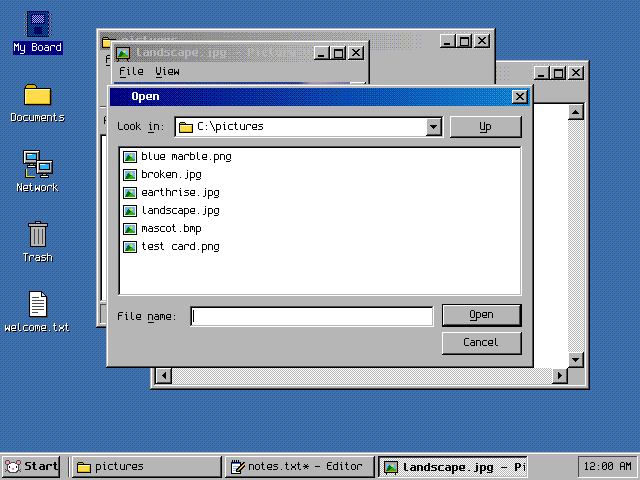 My Board
Documents
Network
Trash
welcome.txt
pictures
landscape.jpg - Pictu
File View
Open
Look in:
C:\pictures
Up
blue marble.png
broken.jpg
earthrise.jpg
landscape.jpg
mascot.bmp
test card.png
File name:
Open
Cancel
Start
pictures
notes.txt* - Editor
landscape.jpg - Pi
12:00 AM